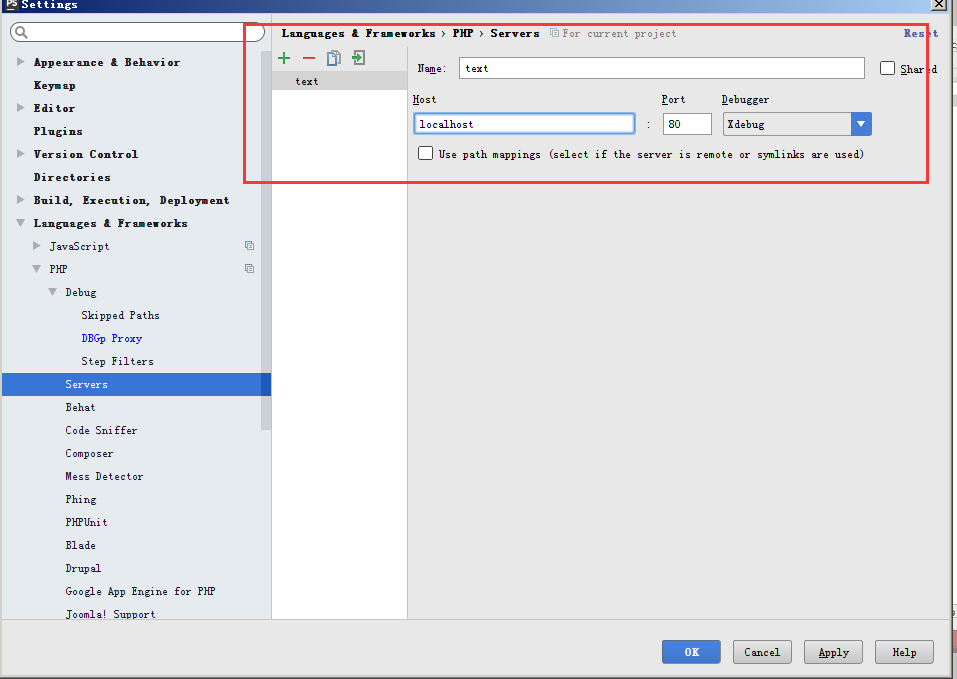 PS Settings
Languages & Frameworks › PHP › Servers For current project Reset
Appearance & Behavior
Keymap
Editor
Plugins
Version Control
Directories
Build, Execution, Deployment
Languages & Frameworks
JavaScript
PHP
Debug
Skipped Paths
DBGp Proxy
Step Filters
Servers
Behat
Code Sniffer
Composer
Mess Detector
Phing
PHPUnit
Blade
Drupal
Google App Engine for PHP
Joomla! Support
text
Name: text Shared
Host Port Debugger
localhost : 80 Xdebug
Use path mappings (select if the server is remote or symlinks are used)
OK Cancel Apply Help